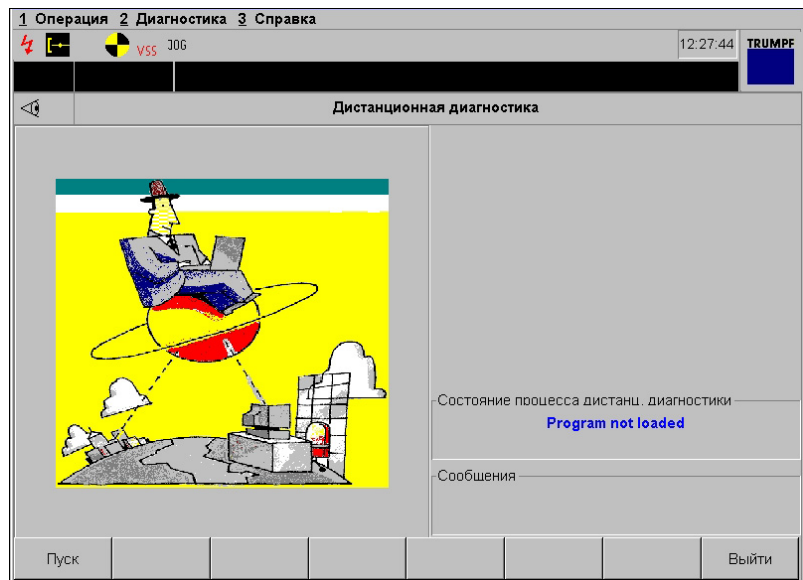 1 Операция 2 Диагностика 3 Справка
VSS JOG 12:27:44 TRUMPF
Дистанционная диагностика
Состояние процесса дистанц. диагностики
Program not loaded
Сообщения
Пуск Выйти